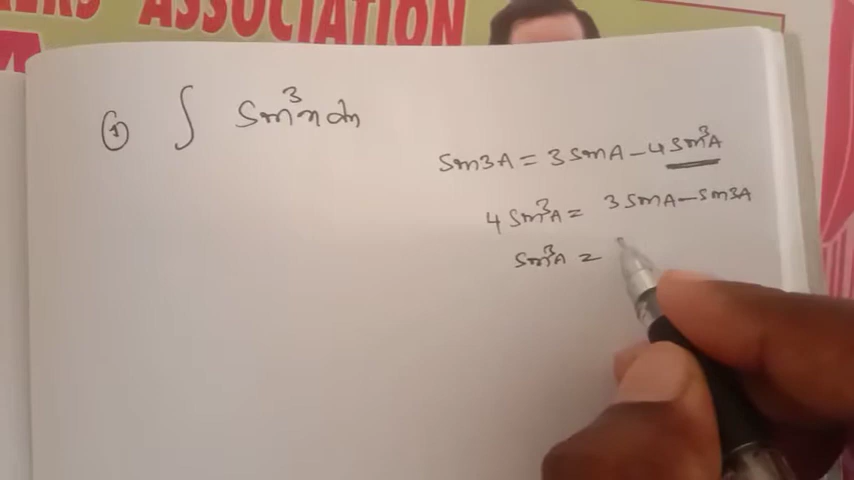 ASSOCIATION
① ∫ sin³x dx
sin3A = 3sinA – 4sin³A
4sin³A = 3sinA – sin3A
sin³A =